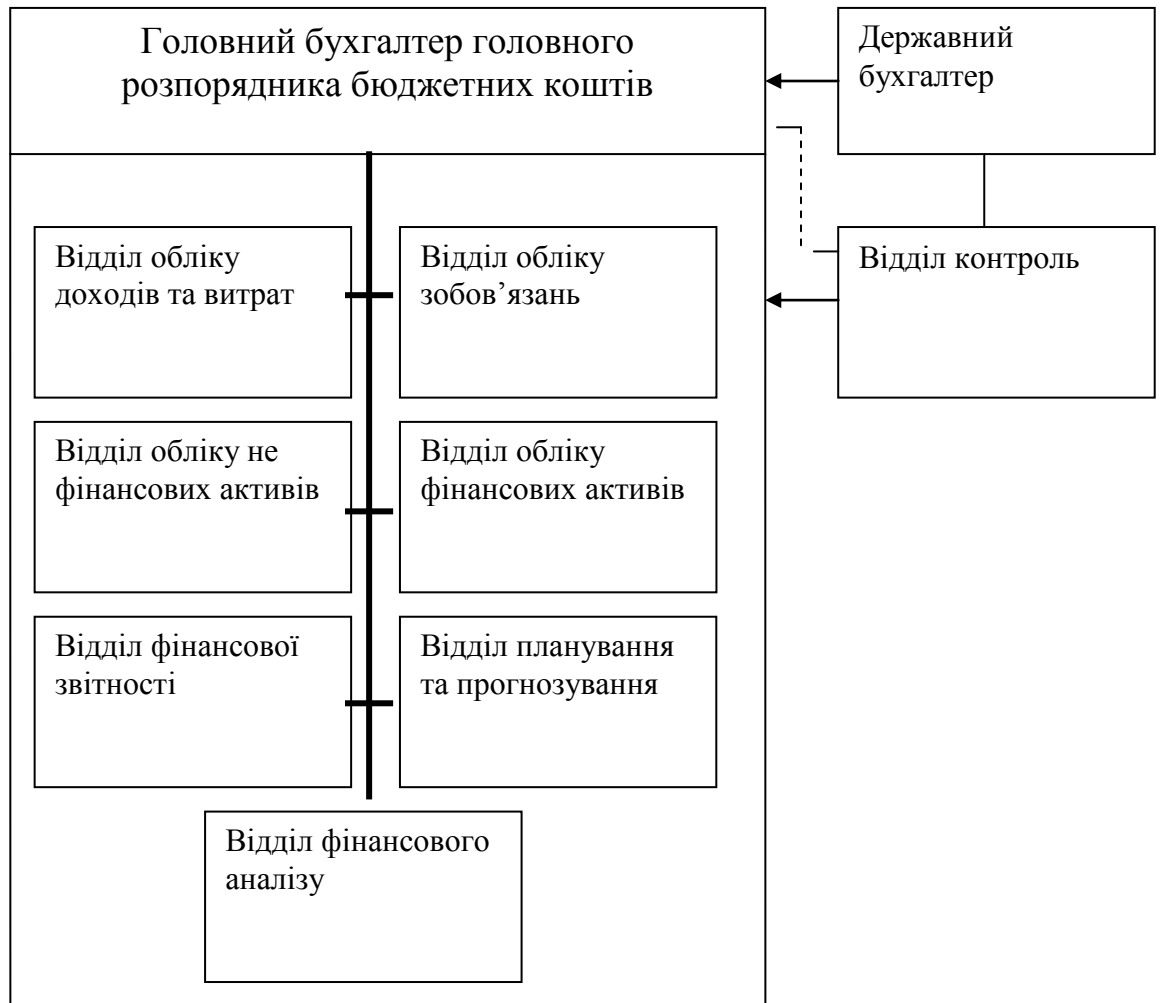 Головний бухгалтер головного
розпорядника бюджетних коштів
Державний
бухгалтер
Відділ обліку
доходів та витрат
Відділ обліку
зобов’язань
Відділ контроль
Відділ обліку не
фінансових активів
Відділ обліку
фінансових активів
Відділ фінансової
звітності
Відділ планування
та прогнозування
Відділ фінансового
аналізу